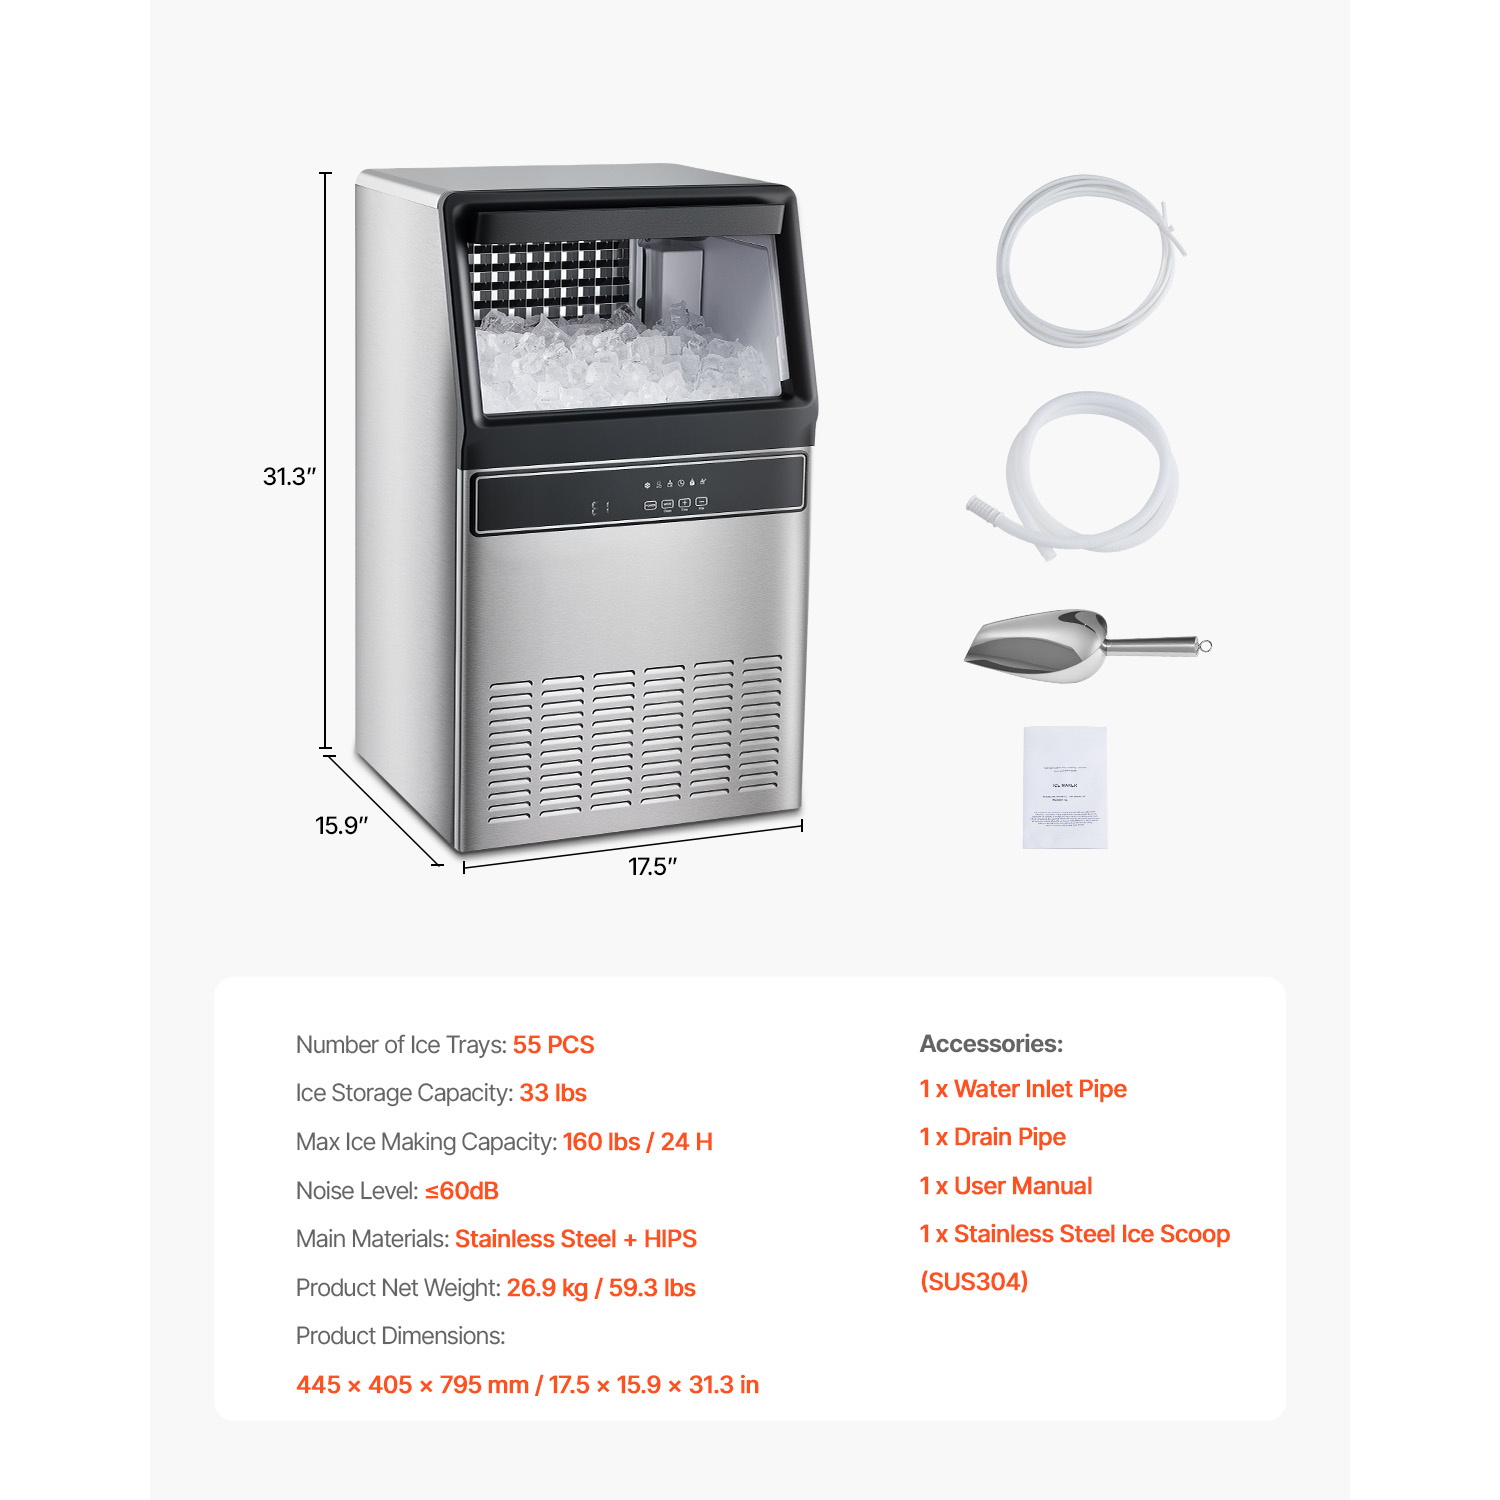 31.3″
15.9″
17.5″
ICE MAKER
Number of Ice Trays: 55 PCS
Ice Storage Capacity: 33 lbs
Max Ice Making Capacity: 160 lbs / 24 H
Noise Level: ≤60dB
Main Materials: Stainless Steel + HIPS
Product Net Weight: 26.9 kg / 59.3 lbs
Product Dimensions:
445 × 405 × 795 mm / 17.5 × 15.9 × 31.3 in
Accessories:
1 x Water Inlet Pipe
1 x Drain Pipe
1 x User Manual
1 x Stainless Steel Ice Scoop
(SUS304)